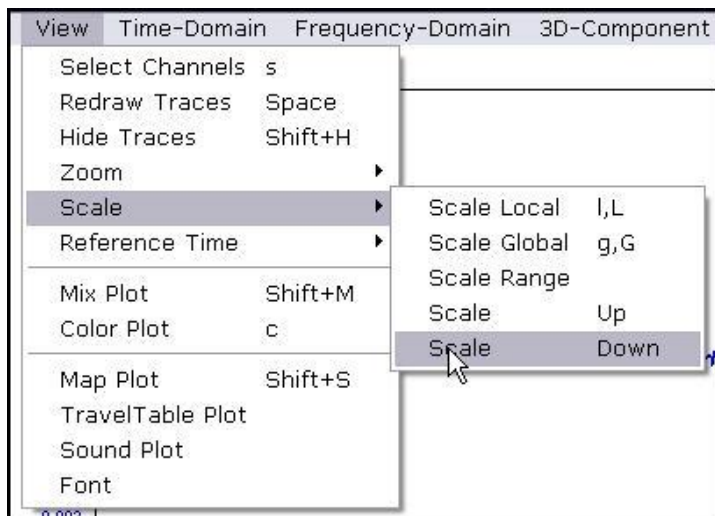 View Time-Domain Frequency-Domain 3D-Component
Select Channels s
Redraw Traces Space
Hide Traces Shift+H
Zoom
Scale
Reference Time
Mix Plot Shift+M
Color Plot c
Map Plot Shift+S
TravelTable Plot
Sound Plot
Font
Scale Local l,L
Scale Global g,G
Scale Range
Scale Up
Scale Down